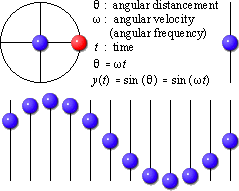 θ : angular distancement
ω : angular velocity
(angular frequency)
t : time
θ = ωt
y(t) = sin (θ) = sin (ωt)